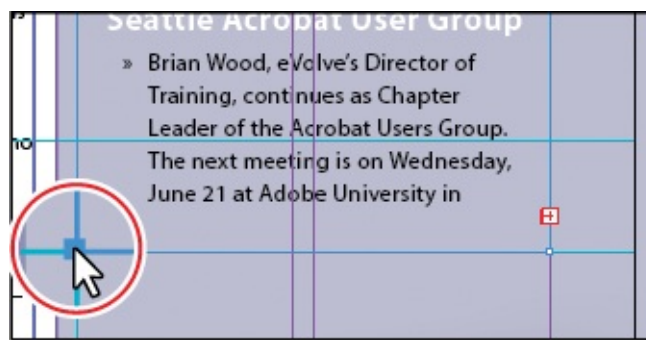 Seattle Acrobat User Group
» Brian Wood, eVolve's Director of
Training, continues as Chapter
Leader of the Acrobat Users Group.
The next meeting is on Wednesday,
June 21 at Adobe University in